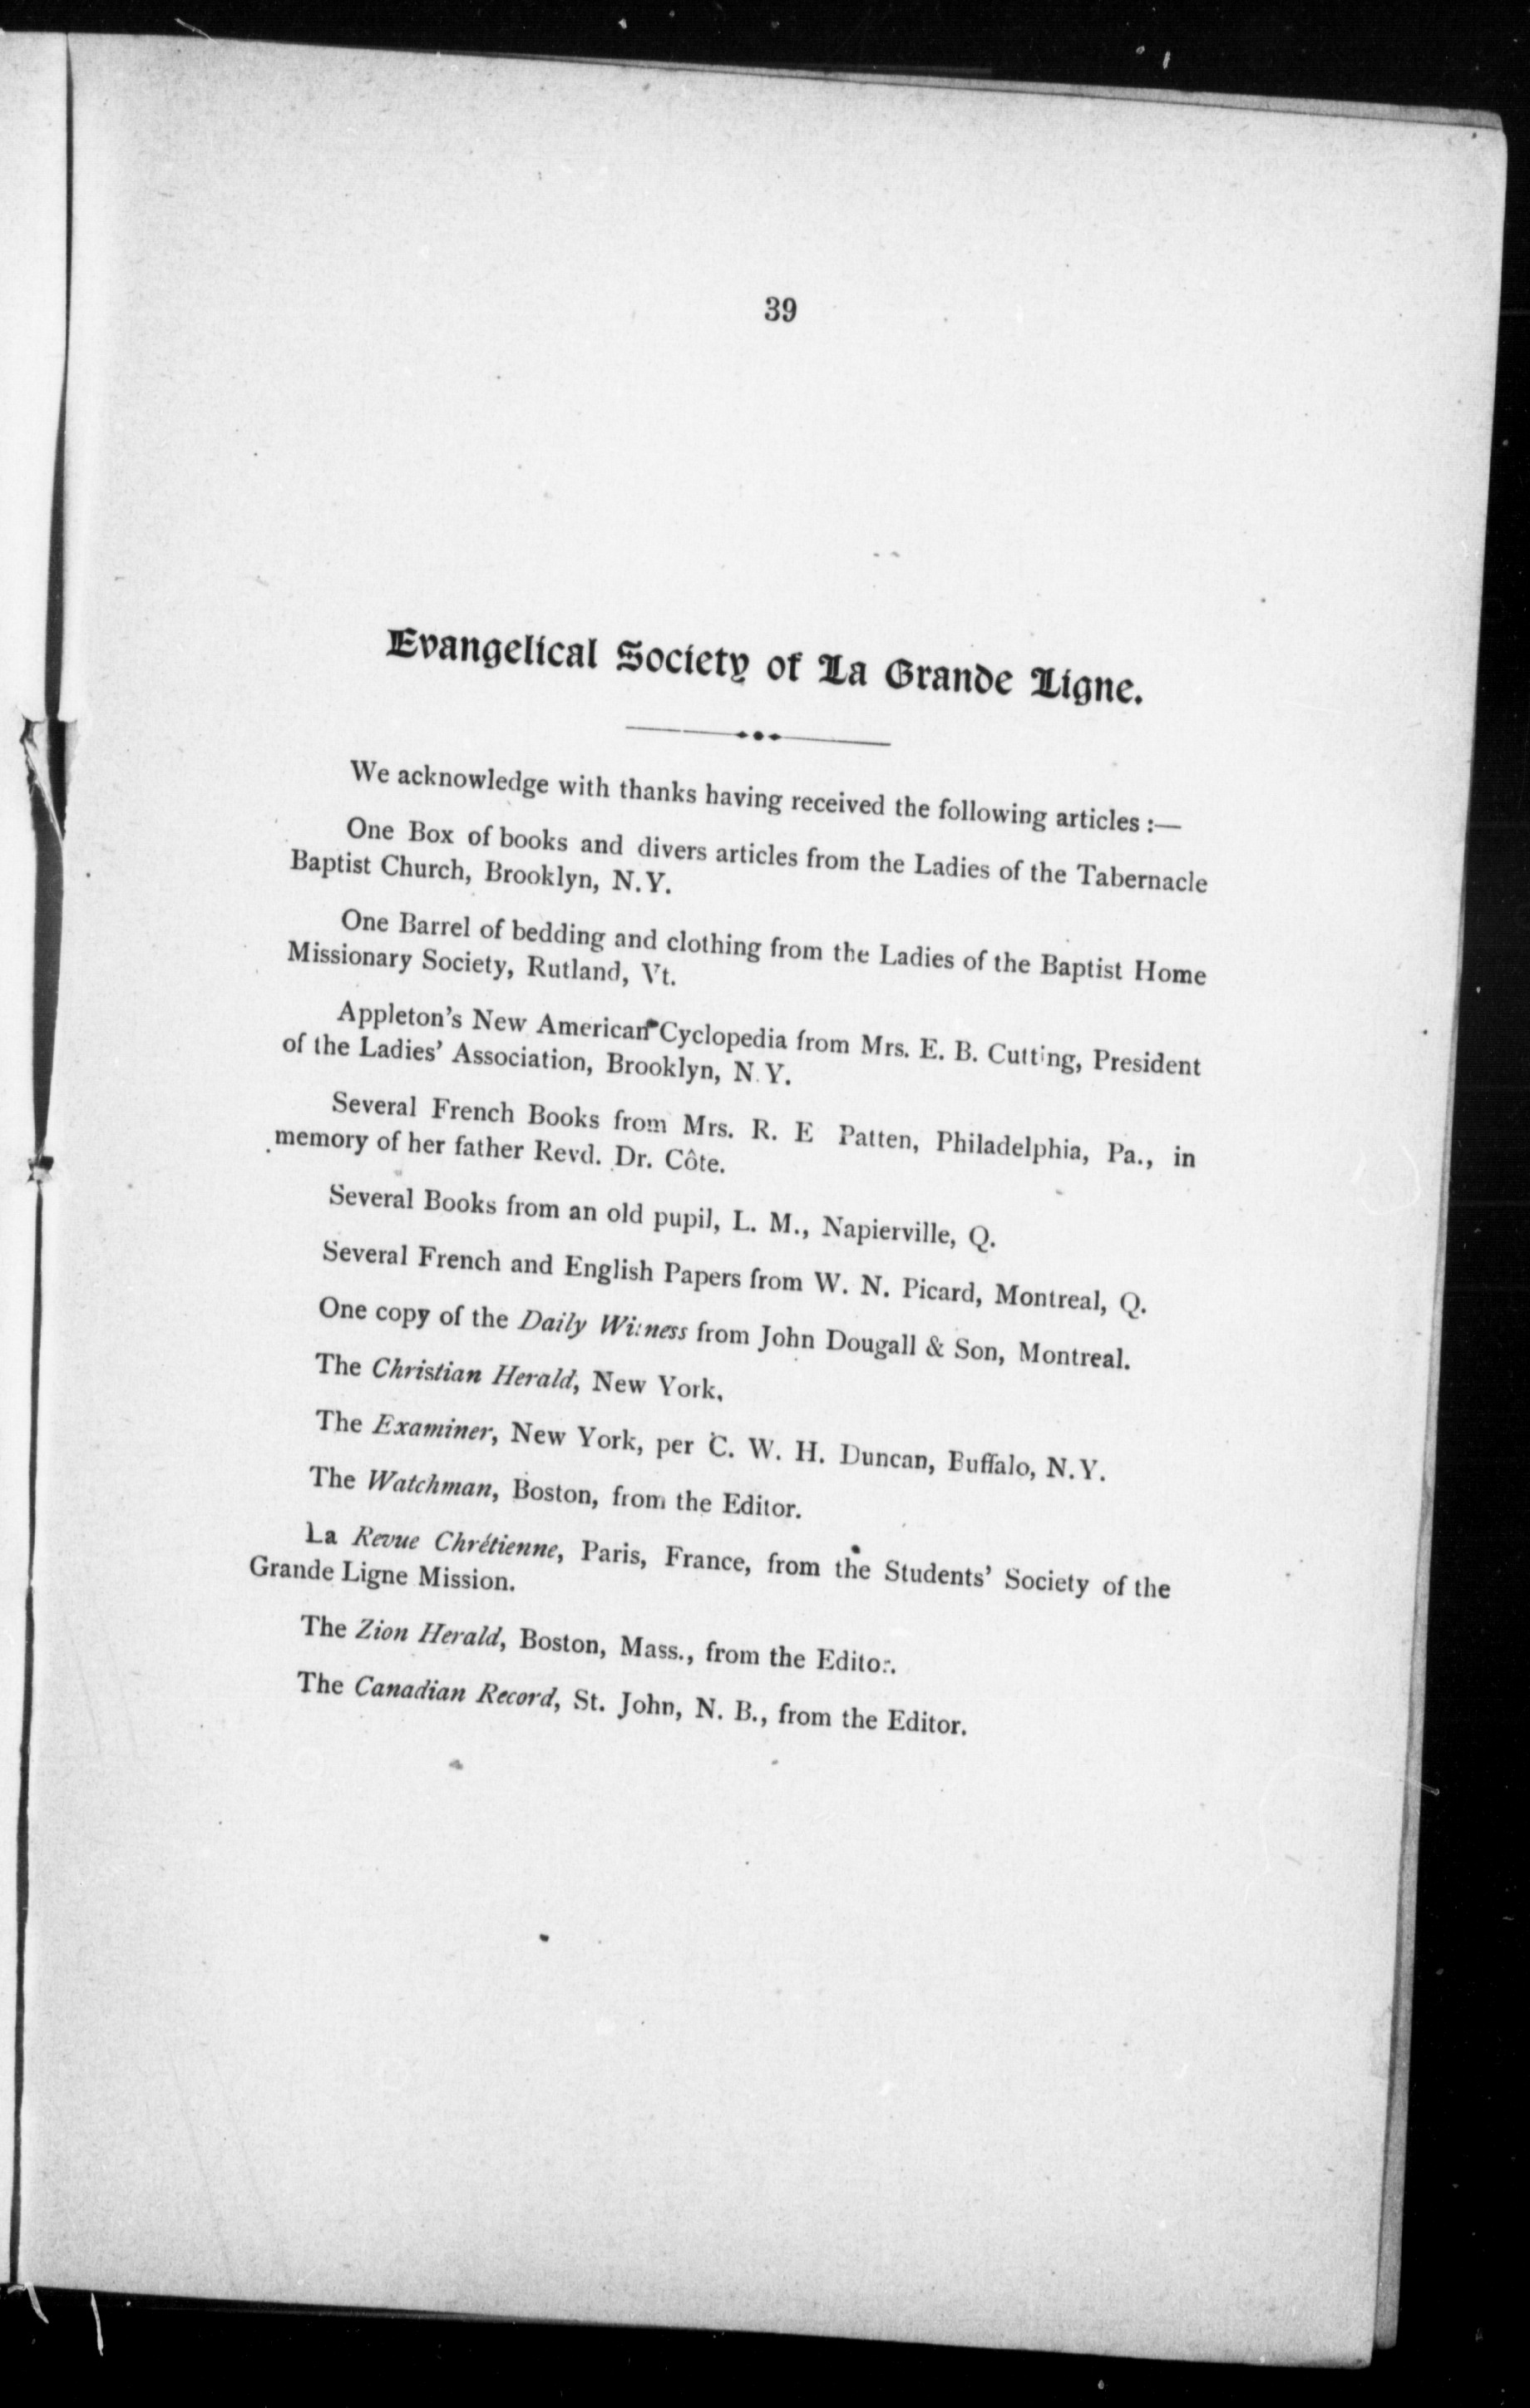 39
Evangelical Society of La Grande Ligne.
We acknowledge with thanks having received the following articles :—
One Box of books and divers articles from the Ladies of the Tabernacle
Baptist Church, Brooklyn, N.Y.
One Barrel of bedding and clothing from the Ladies of the Baptist Home
Missionary Society, Rutland, Vt.
Appleton's New American Cyclopedia from Mrs. E. B. Cutting, President
of the Ladies' Association, Brooklyn, N.Y.
Several French Books from Mrs. R. E Patten, Philadelphia, Pa., in
memory of her father Revd. Dr. Côte.
Several Books from an old pupil, L. M., Napierville, Q.
Several French and English Papers from W. N. Picard, Montreal, Q.
One copy of the Daily Witness from John Dougall & Son, Montreal.
The Christian Herald, New York.
The Examiner, New York, per C. W. H. Duncan, Buffalo, N.Y.
The Watchman, Boston, from the Editor.
La Revue Chrétienne, Paris, France, from the Students' Society of the
Grande Ligne Mission.
The Zion Herald, Boston, Mass., from the Editor.
The Canadian Record, St. John, N. B., from the Editor.